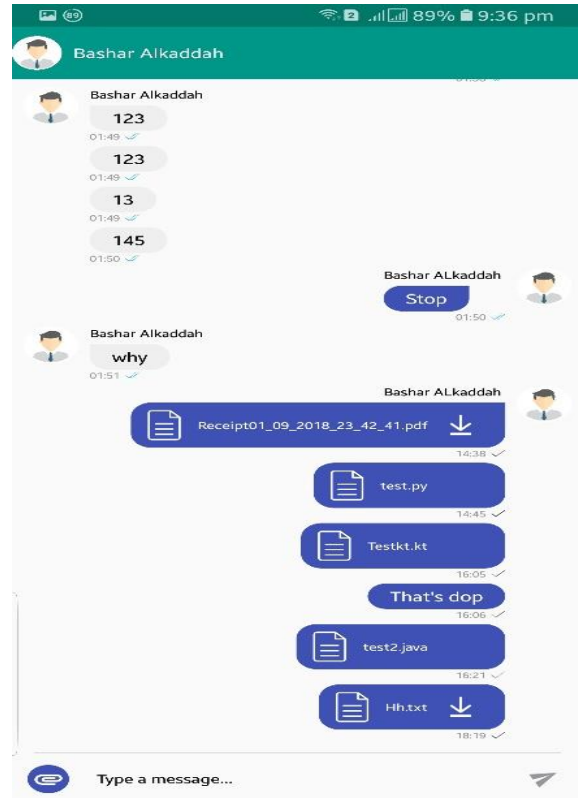 89 2 89% 9:36 pm
Bashar Alkaddah
Bashar Alkaddah
123
01:49
123
01:49
13
01:49
145
01:50
Bashar ALkaddah
Stop
01:50
Bashar Alkaddah
why
01:51
Bashar ALkaddah
Receipt01_09_2018_23_42_41.pdf
14:38
test.py
14:45
Testkt.kt
16:05
That's dop
16:06
test2.java
16:21
Hh.txt
18:19
Type a message...